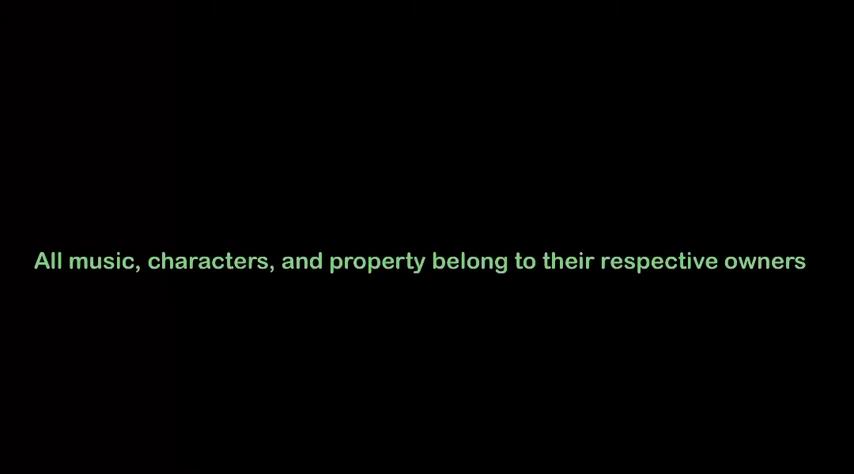 All music, characters, and property belong to their respective owners